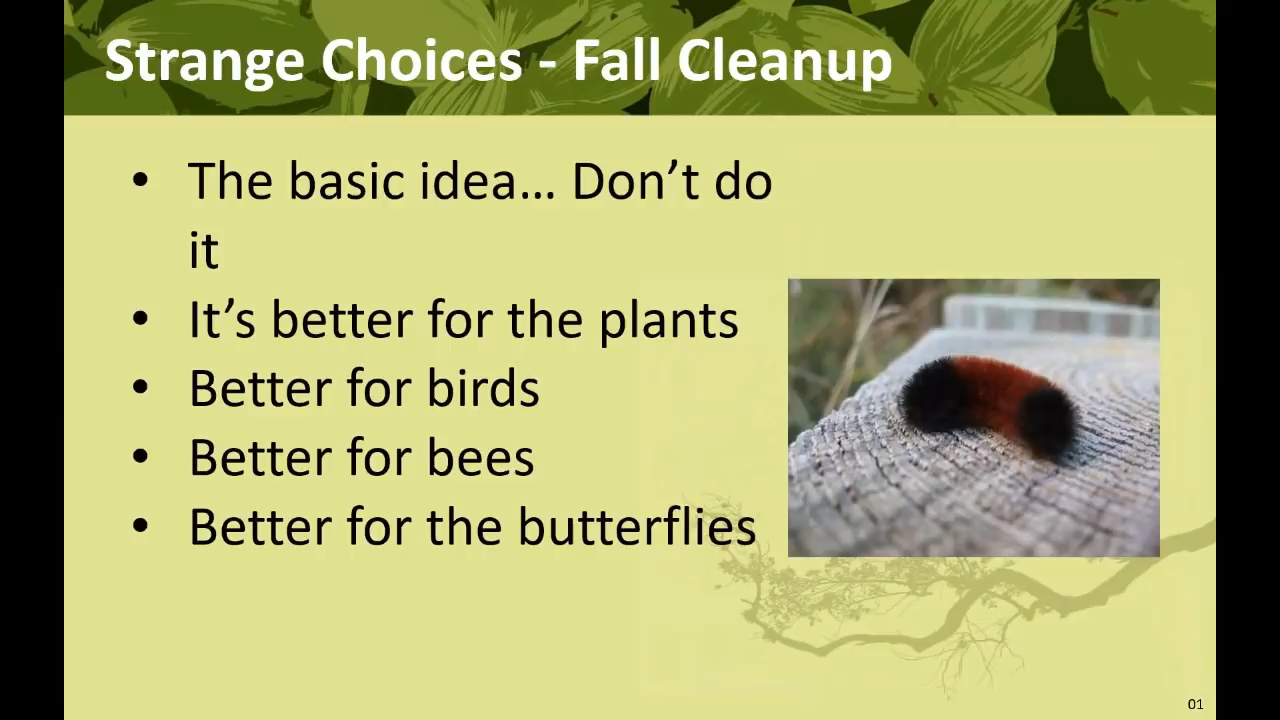 Strange Choices - Fall Cleanup
• The basic idea... Don’t do
it
• It’s better for the plants
• Better for birds
• Better for bees
• Better for the butterflies
01